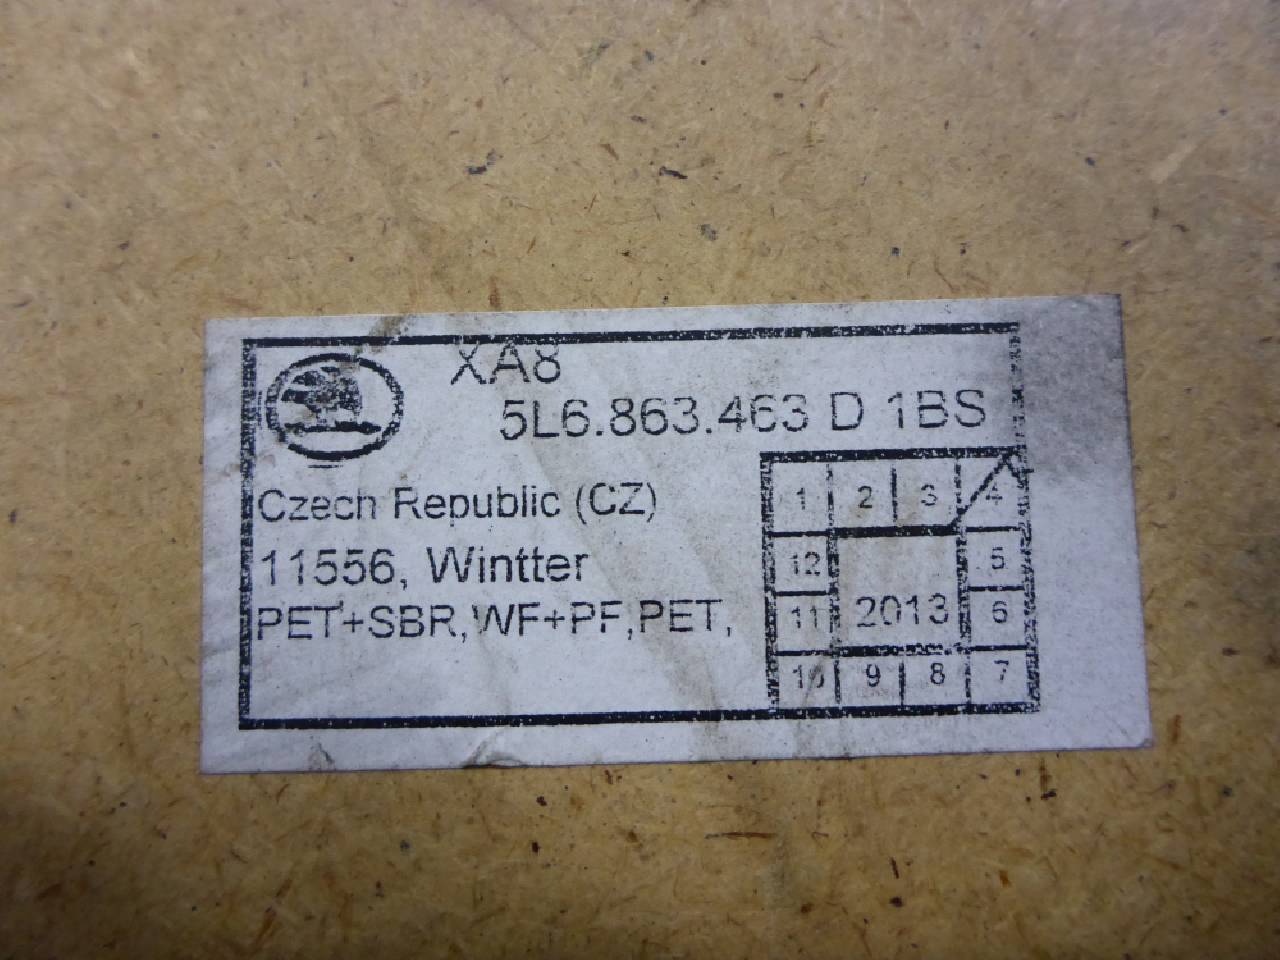 XA8
5L6.863.463 D 1BS
Czech Republic (CZ)
11556, Wintter
PET+SBR,WF+PF,PET,
1 2 3 4
12 5
11 2013 6
10 9 8 7